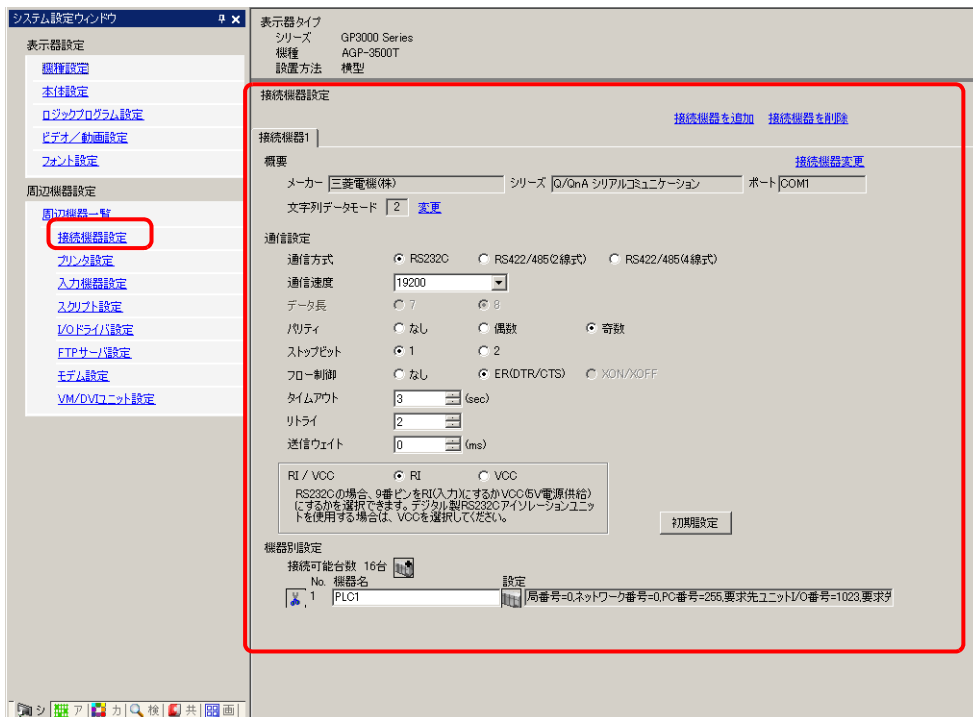 システム設定ウィンドウ
表示器設定
機種設定
本体設定
ロジックプログラム設定
ビデオ／動画設定
フォント設定
周辺機器設定
周辺機器一覧
接続機器設定
プリンタ設定
入力機器設定
スクリプト設定
I/Oドライバ設定
FTPサーバ設定
モデム設定
VM/DVIユニット設定
シ ア カ 検 共 画
表示器タイプ
シリーズ GP3000 Series
機種 AGP-3500T
設置方法 横型
接続機器設定
接続機器を追加 接続機器を削除
接続機器1
概要 接続機器変更
メーカー 三菱電機(株) シリーズ Q/QnA シリアルコミュニケーション ポート COM1
文字列データモード 2 変更
通信設定
通信方式 RS232C RS422/485(2線式) RS422/485(4線式)
通信速度 19200
データ長 7 8
パリティ なし 偶数 奇数
ストップビット 1 2
フロー制御 なし ER(DTR/CTS) XON/XOFF
タイムアウト 3 (sec)
リトライ 2
送信ウェイト 0 (ms)
RI / VCC RI VCC
RS232Cの場合、9番ピンをRI(入力)にするかVCC(5V電源供給)
にするかを選択できます。デジタル製RS232Cアイソレーションユニッ
トを使用する場合は、VCCを選択してください。
初期設定
機器別設定
接続可能台数 16台
No. 機器名 設定
1 PLC1 局番号=0,ネットワーク番号=0,PC番号=255,要求先ユニットI/O番号=1023,要求